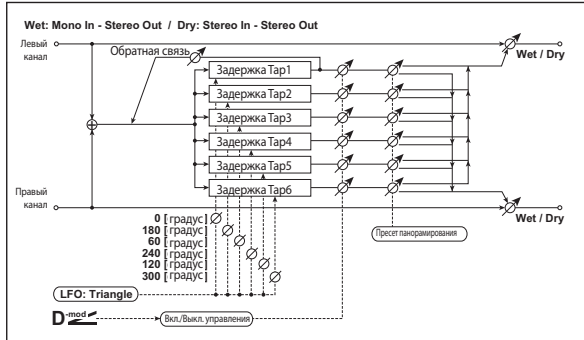 Wet: Mono In - Stereo Out / Dry: Stereo In - Stereo Out
Левый канал
Обратная связь
Wet / Dry
Задержка Tap1
Задержка Tap2
Задержка Tap3
Задержка Tap4
Задержка Tap5
Задержка Tap6
Правый канал
Wet / Dry
0 [градус]
180 [градус]
60 [градус]
240 [градус]
120 [градус]
300 [градус]
Пресет панорамирования
LFO: Triangle
D-mod
Вкл./Выкл. управления